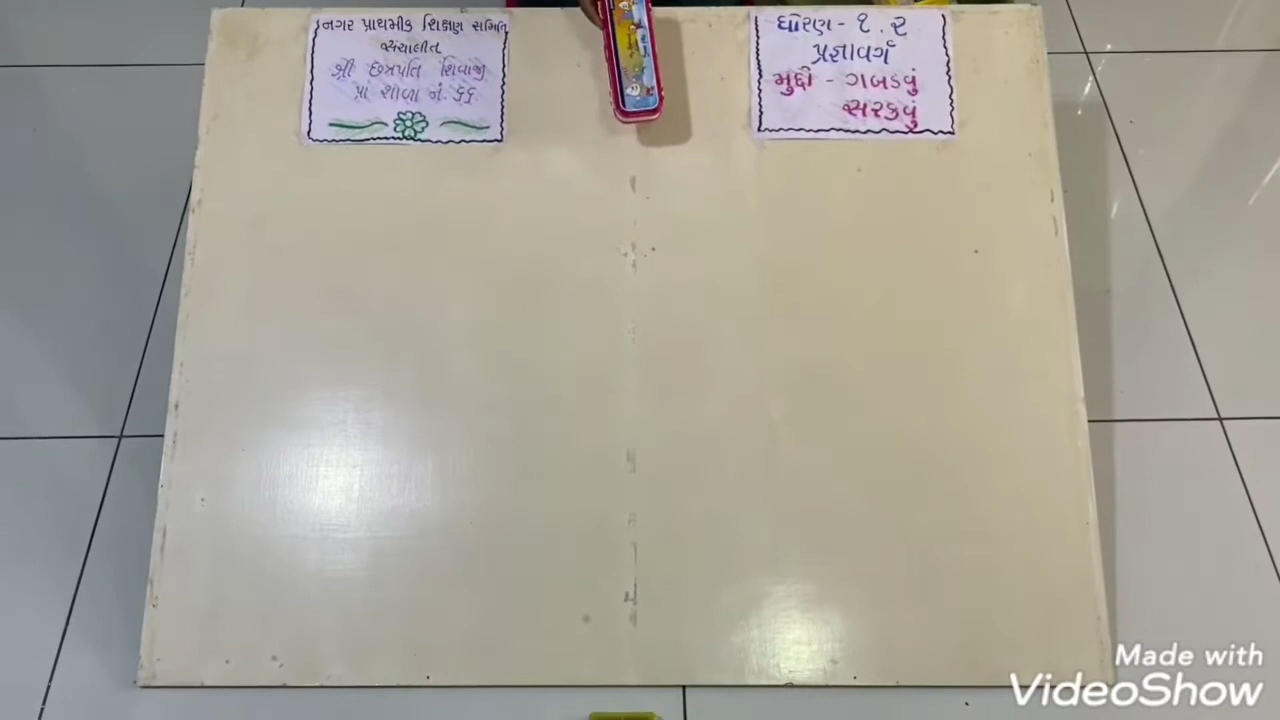 નગર પ્રાથમીક શિક્ષણ સમિતિ
સંચાલીત
શ્રી છત્રપતિ શિવાજી
પ્રા શાળા નં. ૬૬
ધોરણ - ૧. ૨
પ્રજ્ઞાવર્ગ
મુદ્દો - ગબડવું
સરકવું
Made with
VideoShow